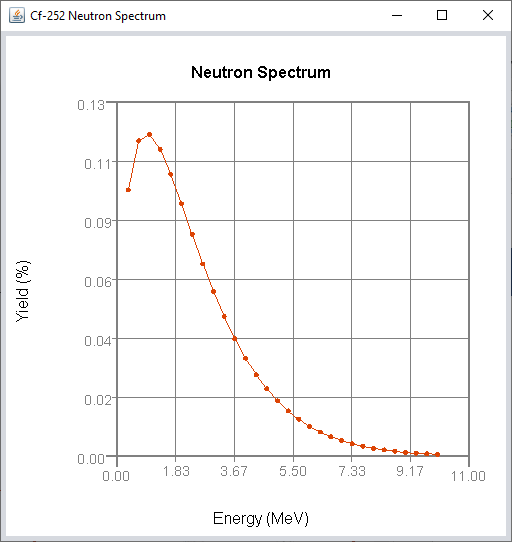 Cf-252 Neutron Spectrum
Neutron Spectrum
Yield (%)
0.13
0.11
0.09
0.06
0.04
0.02
0.00
0.00 1.83 3.67 5.50 7.33 9.17 11.00
Energy (MeV)